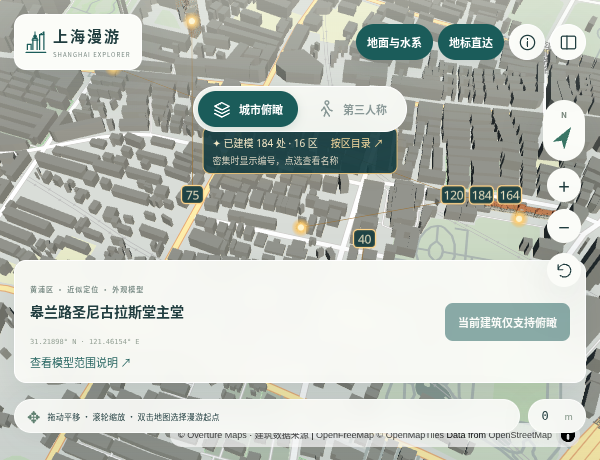 上海漫游
SHANGHAI EXPLORER
地面与水系
地标直达
城市俯瞰
第三人称
N
✦ 已建模 184 处 · 16 区 按区目录 ↗
密集时显示编号，点选查看名称
75
120
184
164
40
+
−
黄浦区 · 近似定位 · 外观模型
皋兰路圣尼古拉斯堂主堂
当前建筑仅支持俯瞰
31.21898° N · 121.46154° E
查看模型范围说明 ↗
拖动平移 · 滚轮缩放 · 双击地图选择漫游起点
0 m
© Overture Maps · 建筑数据来源 | OpenFreeMap © OpenMapTiles Data from OpenStreetMap